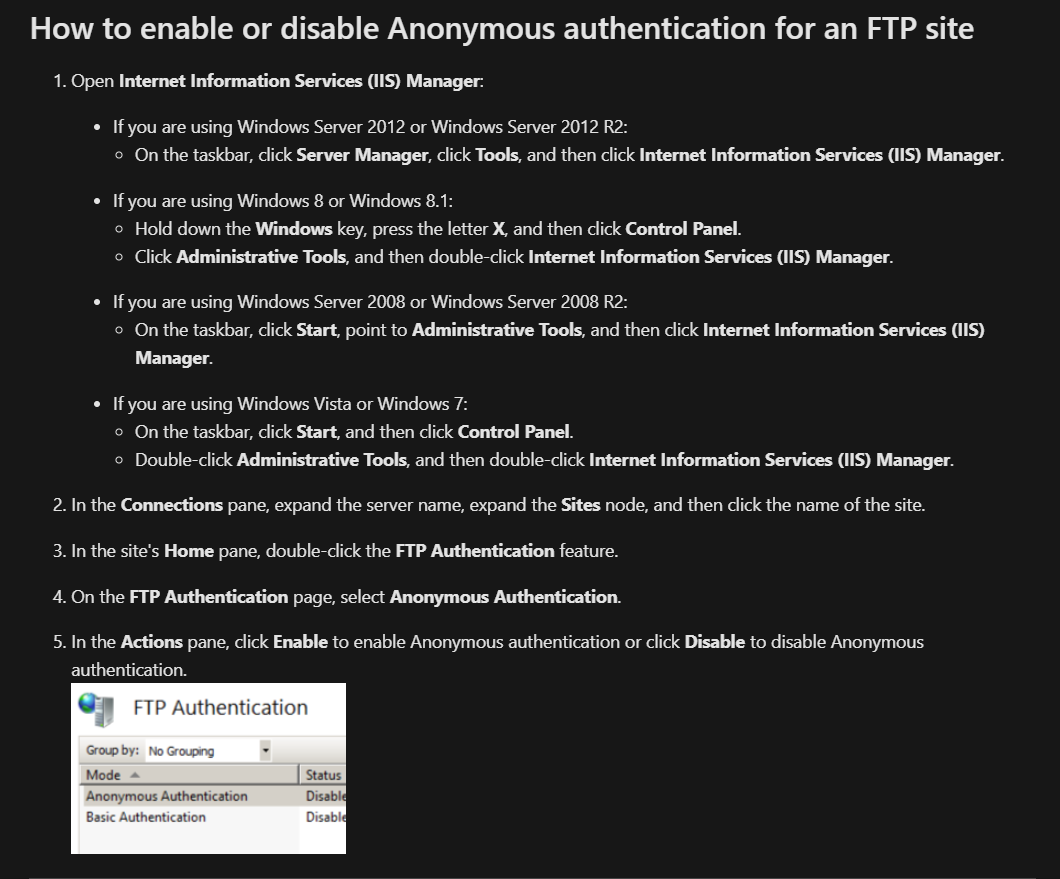 How to enable or disable Anonymous authentication for an FTP site
1. Open Internet Information Services (IIS) Manager:
• If you are using Windows Server 2012 or Windows Server 2012 R2:
◦ On the taskbar, click Server Manager, click Tools, and then click Internet Information Services (IIS) Manager.
• If you are using Windows 8 or Windows 8.1:
◦ Hold down the Windows key, press the letter X, and then click Control Panel.
◦ Click Administrative Tools, and then double-click Internet Information Services (IIS) Manager.
• If you are using Windows Server 2008 or Windows Server 2008 R2:
◦ On the taskbar, click Start, point to Administrative Tools, and then click Internet Information Services (IIS)
Manager.
• If you are using Windows Vista or Windows 7:
◦ On the taskbar, click Start, and then click Control Panel.
◦ Double-click Administrative Tools, and then double-click Internet Information Services (IIS) Manager.
2. In the Connections pane, expand the server name, expand the Sites node, and then click the name of the site.
3. In the site's Home pane, double-click the FTP Authentication feature.
4. On the FTP Authentication page, select Anonymous Authentication.
5. In the Actions pane, click Enable to enable Anonymous authentication or click Disable to disable Anonymous
authentication.
FTP Authentication
Group by: No Grouping
Mode Status
Anonymous Authentication Disable
Basic Authentication Disable